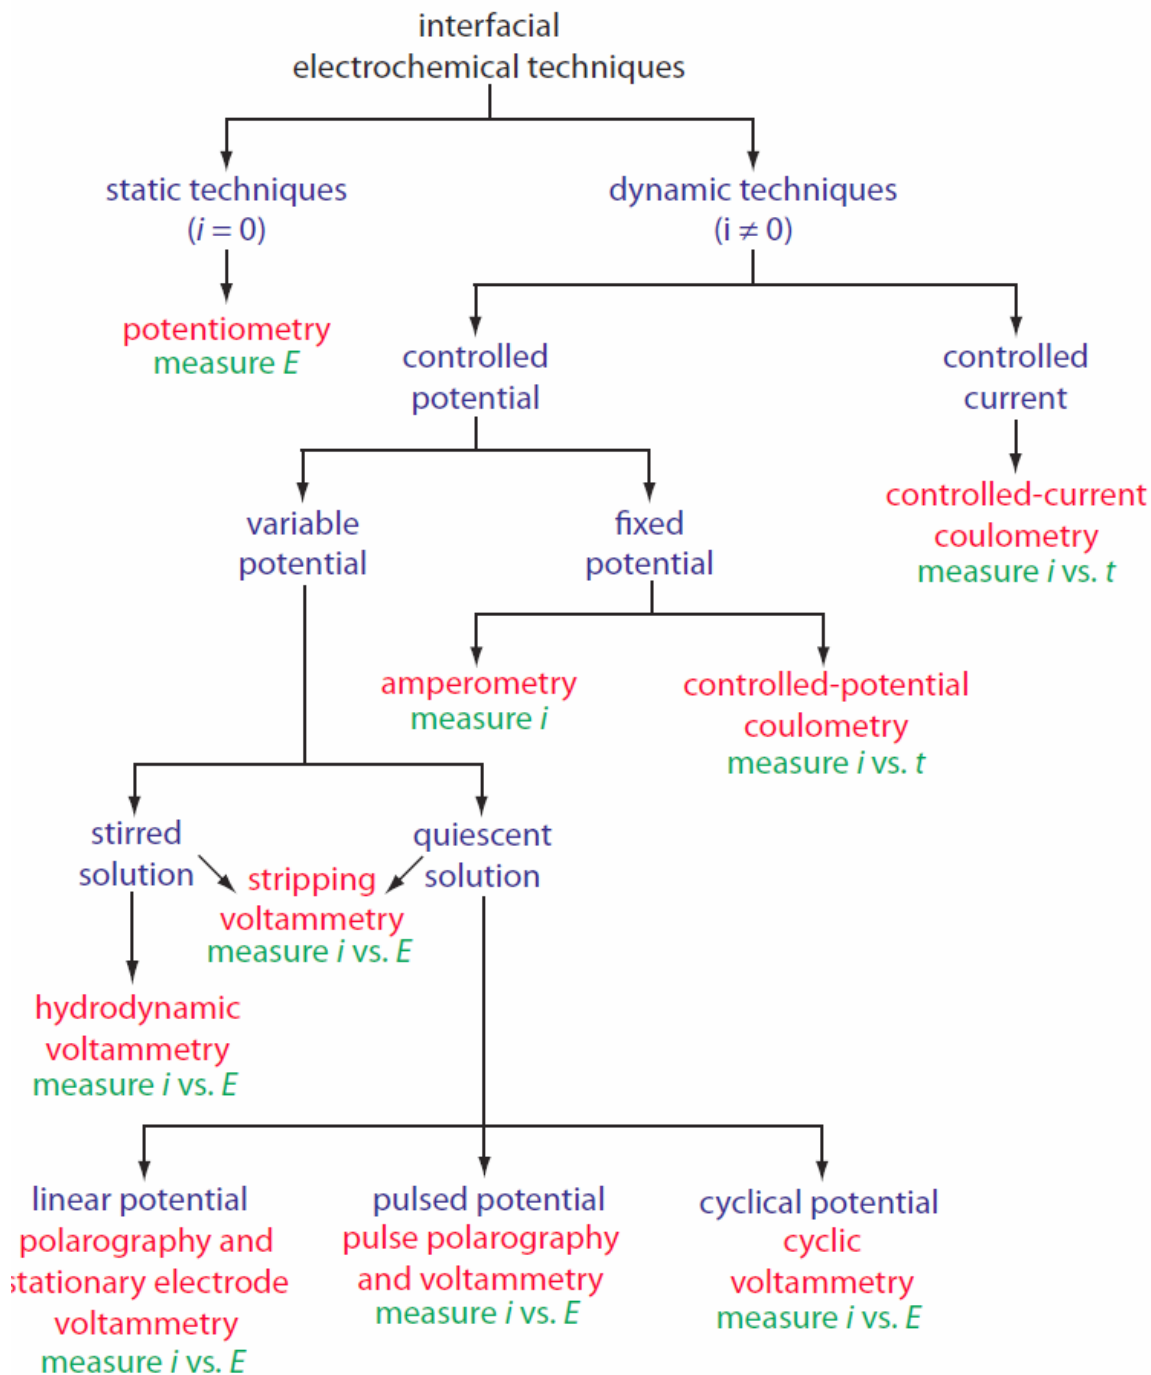 interfacial
electrochemical techniques
static techniques
(i = 0)
dynamic techniques
(i ≠ 0)
potentiometry
measure E
controlled
potential
controlled
current
controlled-current
coulometry
measure i vs. t
variable
potential
fixed
potential
amperometry
measure i
controlled-potential
coulometry
measure i vs. t
stirred
solution
quiescent
solution
stripping
voltammetry
measure i vs. E
hydrodynamic
voltammetry
measure i vs. E
linear potential
polarography and
stationary electrode
voltammetry
measure i vs. E
pulsed potential
pulse polarography
and voltammetry
measure i vs. E
cyclical potential
cyclic
voltammetry
measure i vs. E